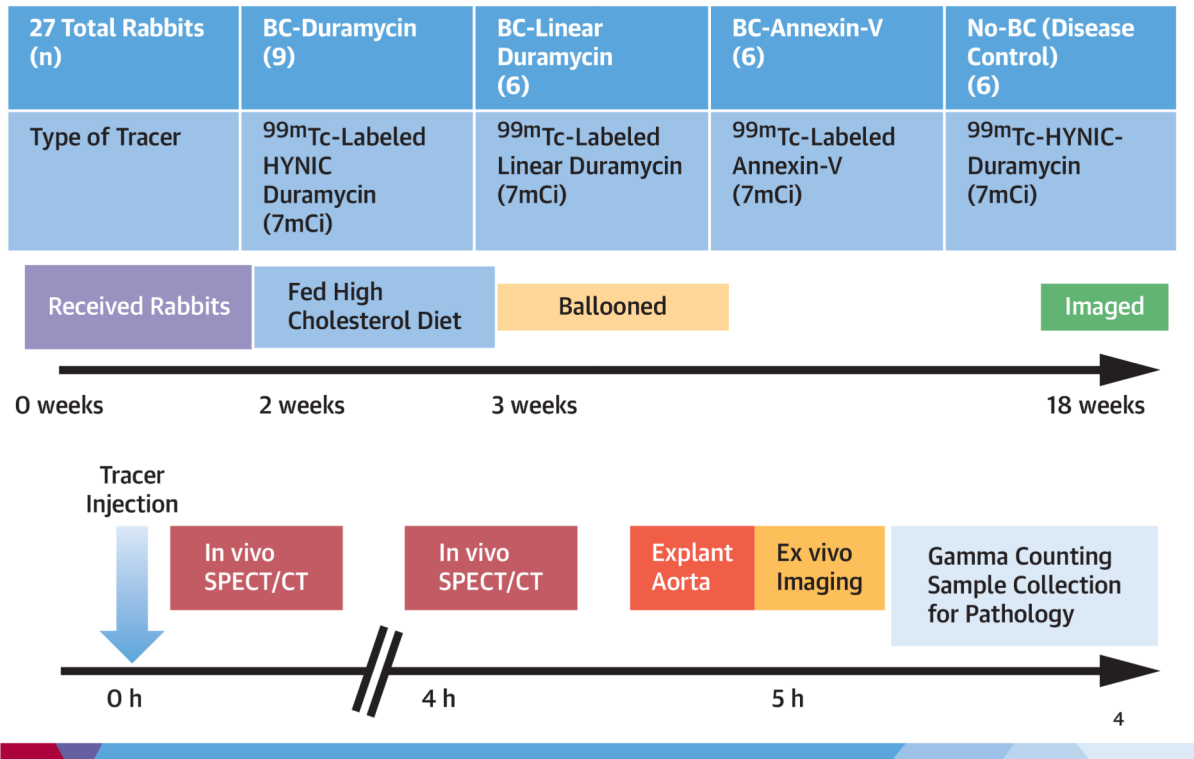 27 Total Rabbits
(n)
BC-Duramycin
(9)
BC-Linear
Duramycin
(6)
BC-Annexin-V
(6)
No-BC (Disease
Control)
(6)
Type of Tracer
99mTc-Labeled
HYNIC
Duramycin
(7mCi)
99mTc-Labeled
Linear Duramycin
(7mCi)
99mTc-Labeled
Annexin-V
(7mCi)
99mTc-HYNIC-
Duramycin
(7mCi)
Received Rabbits
Fed High
Cholesterol Diet
Ballooned
Imaged
0 weeks
2 weeks
3 weeks
18 weeks
Tracer
Injection
In vivo
SPECT/CT
In vivo
SPECT/CT
Explant
Aorta
Ex vivo
Imaging
Gamma Counting
Sample Collection
for Pathology
0 h
4 h
5 h
4